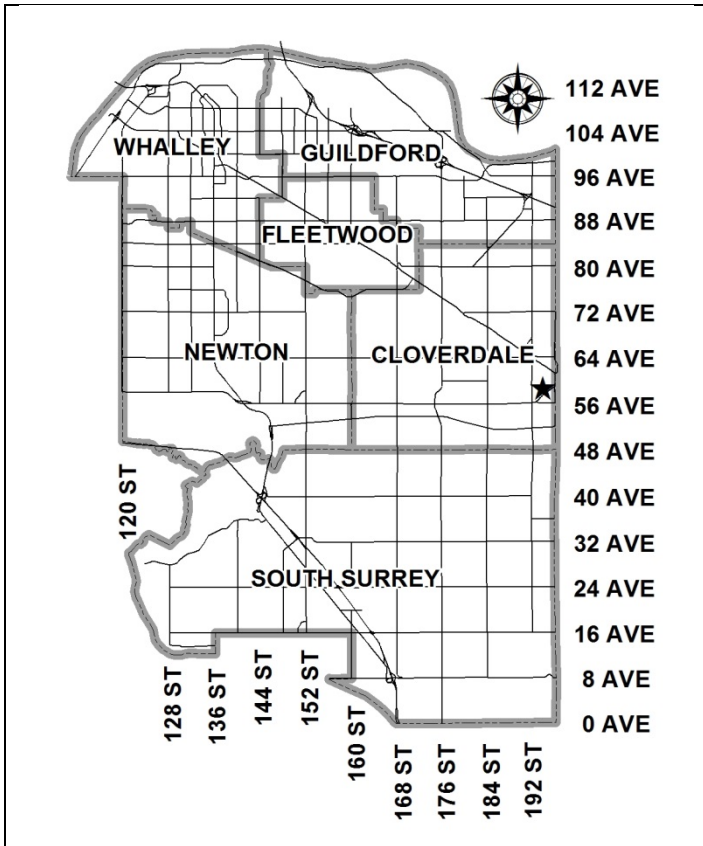 112 AVE
104 AVE
WHALLEY
GUILDFORD
96 AVE
88 AVE
FLEETWOOD
80 AVE
72 AVE
NEWTON
CLOVERDALE
64 AVE
56 AVE
48 AVE
120 ST
40 AVE
32 AVE
SOUTH SURREY
24 AVE
16 AVE
8 AVE
0 AVE
128 ST
136 ST
144 ST
152 ST
160 ST
168 ST
176 ST
184 ST
192 ST